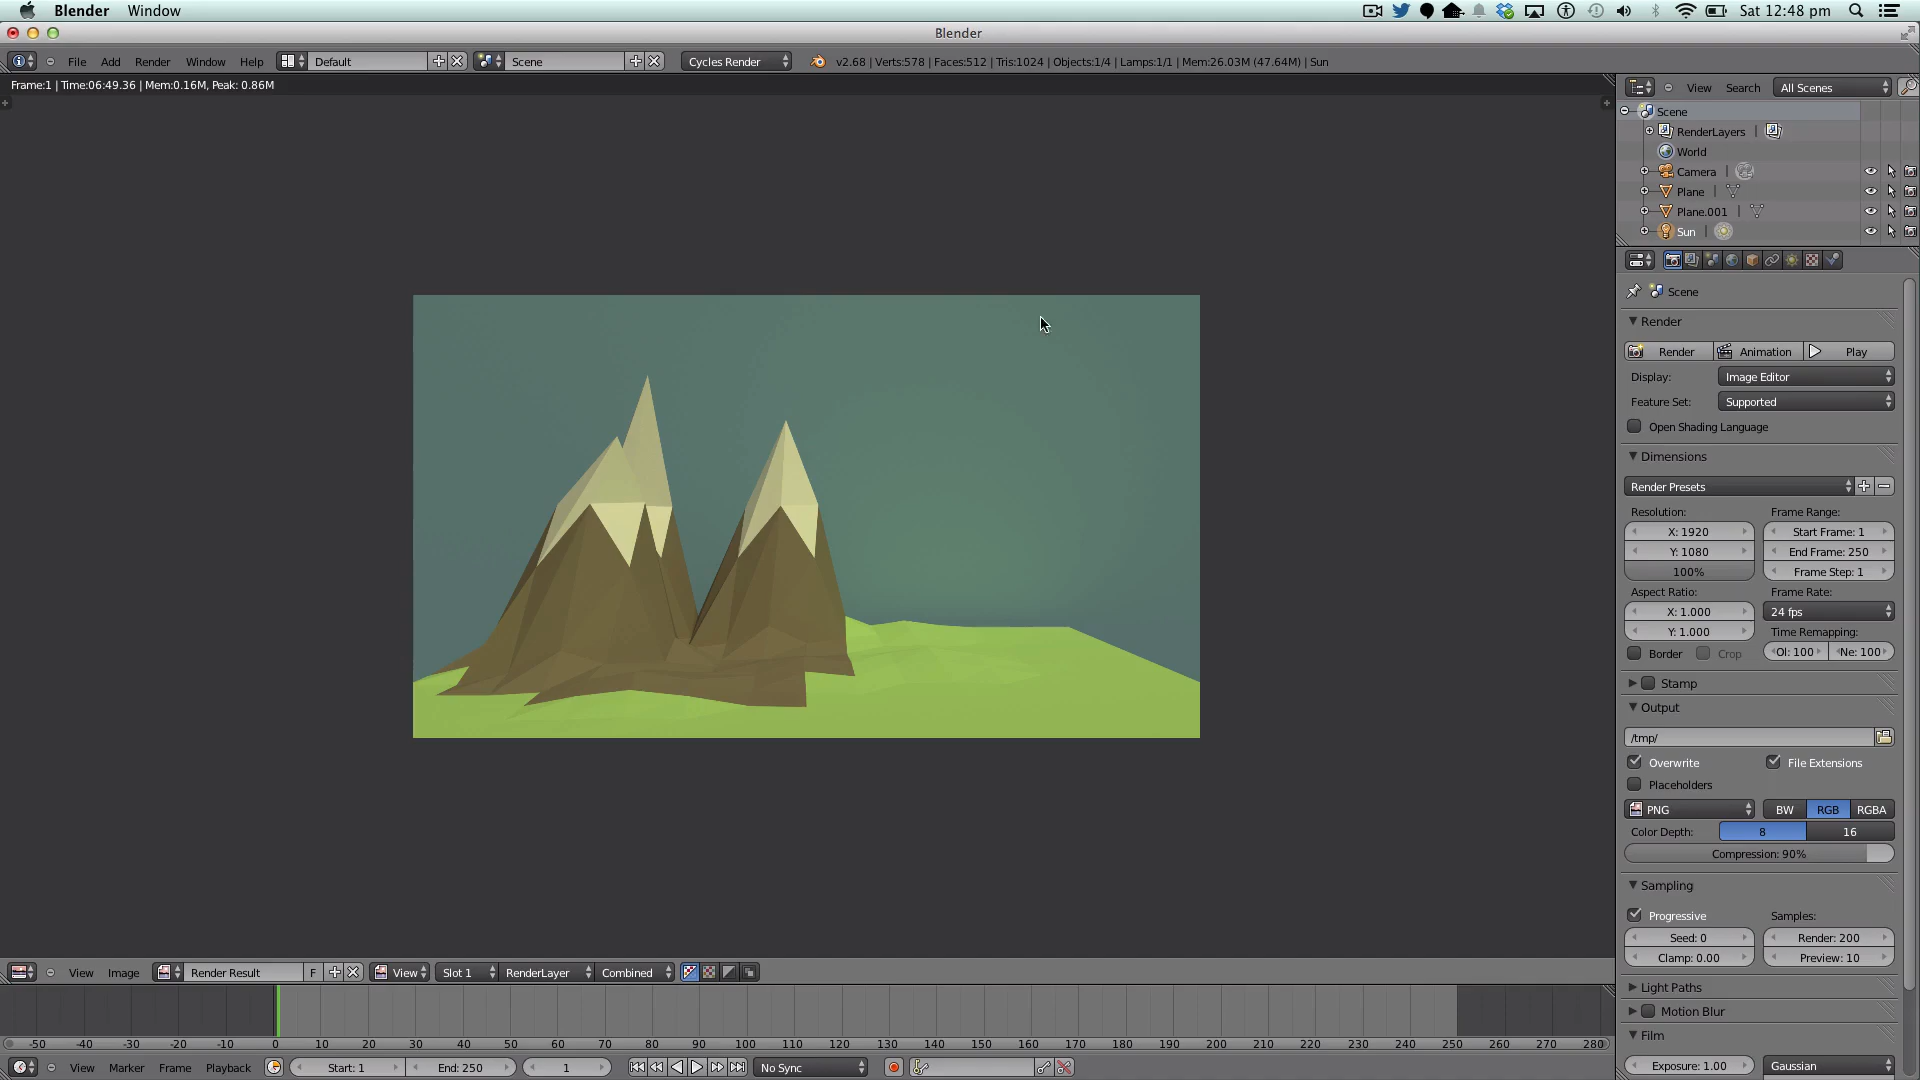 Blender Window Sat 12:48 pm
Blender
File Add Render Window Help Default Scene Cycles Render v2.68 | Verts:578 | Faces:512 | Tris:1024 | Objects:1/4 | Lamps:1/1 | Mem:26.03M (47.64M) | Sun
Frame:1 | Time:06:49.36 | Mem:0.16M, Peak: 0.86M
View Search All Scenes
Scene
RenderLayers |
World
Camera |
Plane |
Plane.001 |
Sun |
Scene
Render
Render Animation Play
Display: Image Editor
Feature Set: Supported
Open Shading Language
Dimensions
Render Presets
Resolution: Frame Range:
X: 1920 Start Frame: 1
Y: 1080 End Frame: 250
100% Frame Step: 1
Aspect Ratio: Frame Rate:
X: 1.000 24 fps
Y: 1.000 Time Remapping:
Border Crop Ol: 100 Ne: 100
Stamp
Output
/tmp/
Overwrite File Extensions
Placeholders
PNG BW RGB RGBA
Color Depth: 8 16
Compression: 90%
Sampling
Progressive Samples:
Seed: 0 Render: 200
Clamp: 0.00 Preview: 10
Light Paths
Motion Blur
Film
Exposure: 1.00 Gaussian
View Image Render Result F View Slot 1 RenderLayer Combined
-50 -40 -30 -20 -10 0 10 20 30 40 50 60 70 80 90 100 110 120 130 140 150 160 170 180 190 200 210 220 230 240 250 260 270 280
View Marker Frame Playback Start: 1 End: 250 1 No Sync